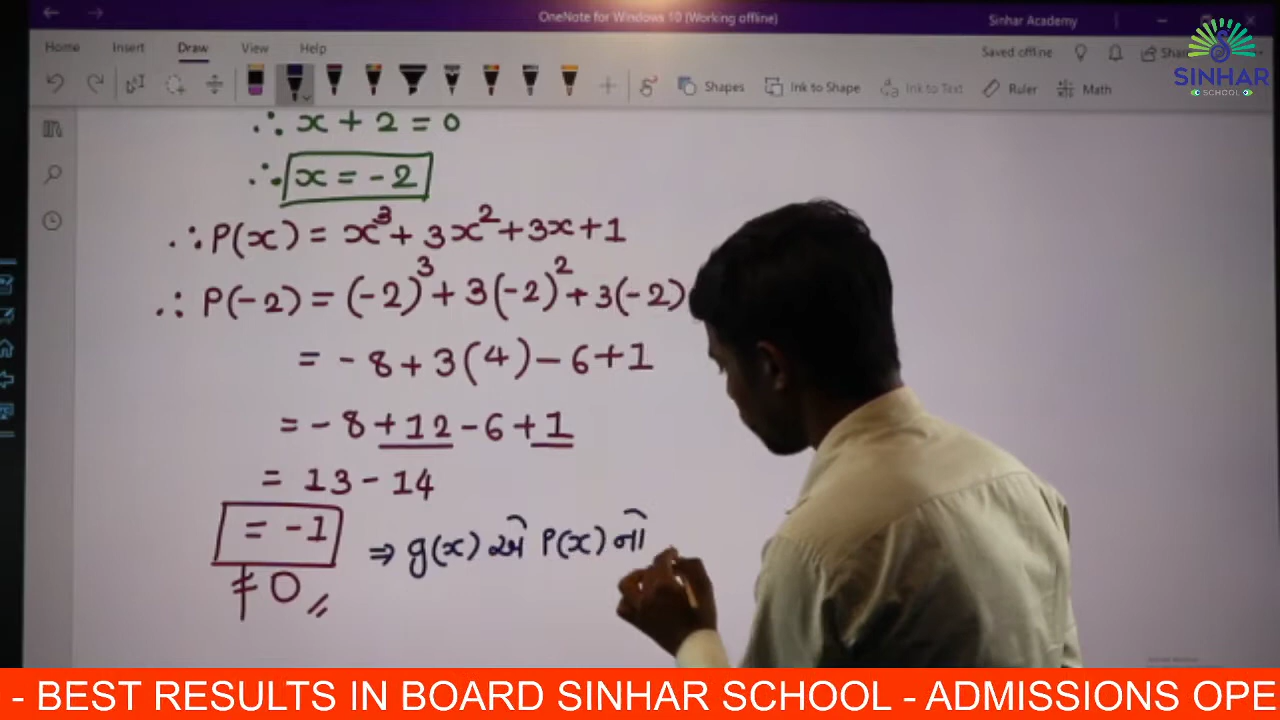 OneNote for Windows 10 (Working offline)
Sinhar Academy
Home Insert Draw View Help
Saved offline
Shapes Ink to Shape Ink to Text Ruler Math
SINHAR
SCHOOL
∴ x + 2 = 0
∴ x = -2
∴ P(x) = x³ + 3x² + 3x + 1
∴ P(-2) = (-2)³ + 3(-2)² + 3(-2)
= -8 + 3(4) - 6 + 1
= -8 + 12 - 6 + 1
= 13 - 14
= -1
⇒ g(x) એ P(x) નો
≠ 0
- BEST RESULTS IN BOARD SINHAR SCHOOL - ADMISSIONS OPE